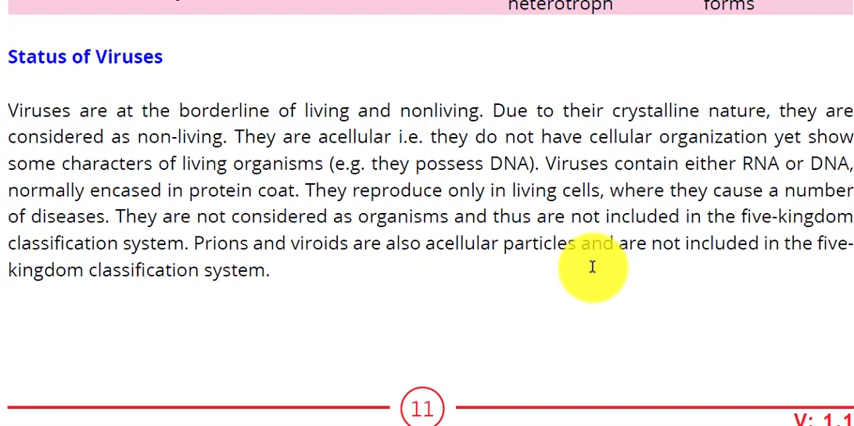 heterotroph forms
Status of Viruses
Viruses are at the borderline of living and nonliving. Due to their crystalline nature, they are
considered as non-living. They are acellular i.e. they do not have cellular organization yet show
some characters of living organisms (e.g. they possess DNA). Viruses contain either RNA or DNA,
normally encased in protein coat. They reproduce only in living cells, where they cause a number
of diseases. They are not considered as organisms and thus are not included in the five-kingdom
classification system. Prions and viroids are also acellular particles and are not included in the five-
kingdom classification system.
11
V: 1.1